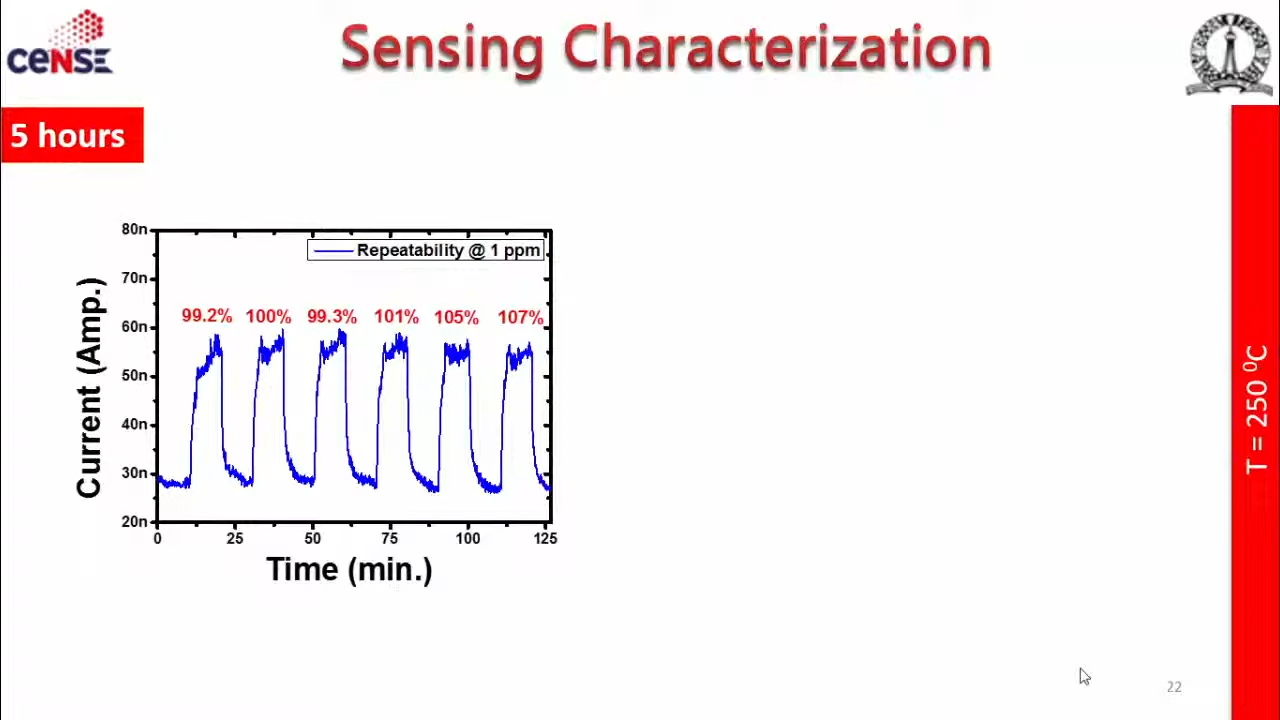 CeNSE
Sensing Characterization
5 hours
80n
70n
60n
50n
40n
30n
20n
Current (Amp.)
Repeatability @ 1 ppm
99.2% 100% 99.3% 101% 105% 107%
0 25 50 75 100 125
Time (min.)
T = 250 ⁰C
22